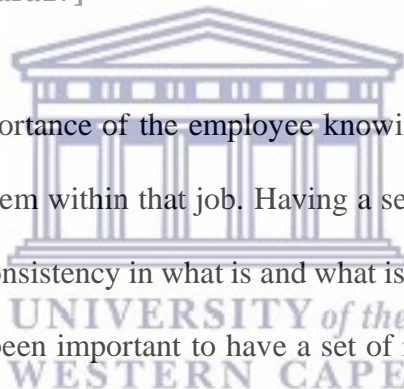 ortance of the employee knowi
em within that job. Having a se
onsistency in what is and what is
UNIVERSITY of the
been important to have a set of
WESTERN CAPE